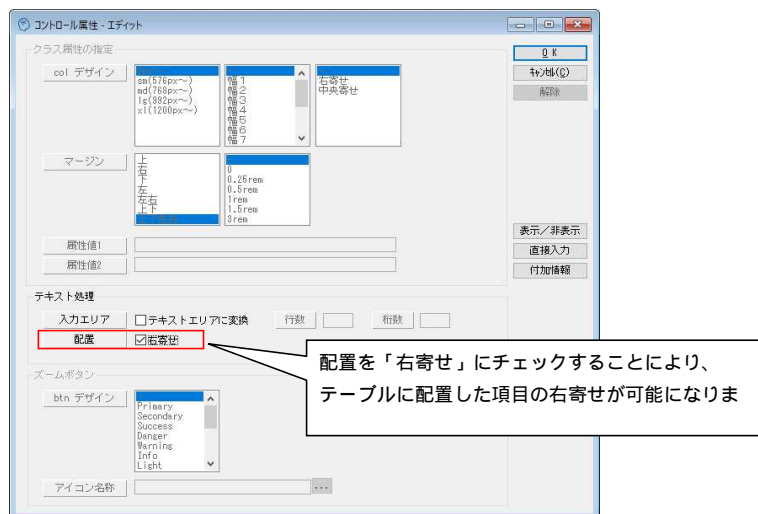 コントロール属性 - エディット
クラス属性の指定
O K
col デザイン
sm(576px～)
md(768px～)
lg(992px～)
xl(1200px～)
幅1
幅2
幅3
幅4
幅5
幅6
幅7
右寄せ
中央寄せ
ｷｬﾝｾﾙ(C)
解除
マージン
上
右
下
左
左右
上下
0
0.25rem
0.5rem
1rem
1.5rem
3rem
表示／非表示
属性値1
直接入力
属性値2
付加情報
テキスト処理
入力エリア
テキストエリアに変換
行数
桁数
配置
右寄せ
配置を「右寄せ」にチェックすることにより、
テーブルに配置した項目の右寄せが可能になりま
ズームボタン
btn デザイン
Primary
Secondary
Success
Danger
Warning
Info
Light
アイコン名称
...